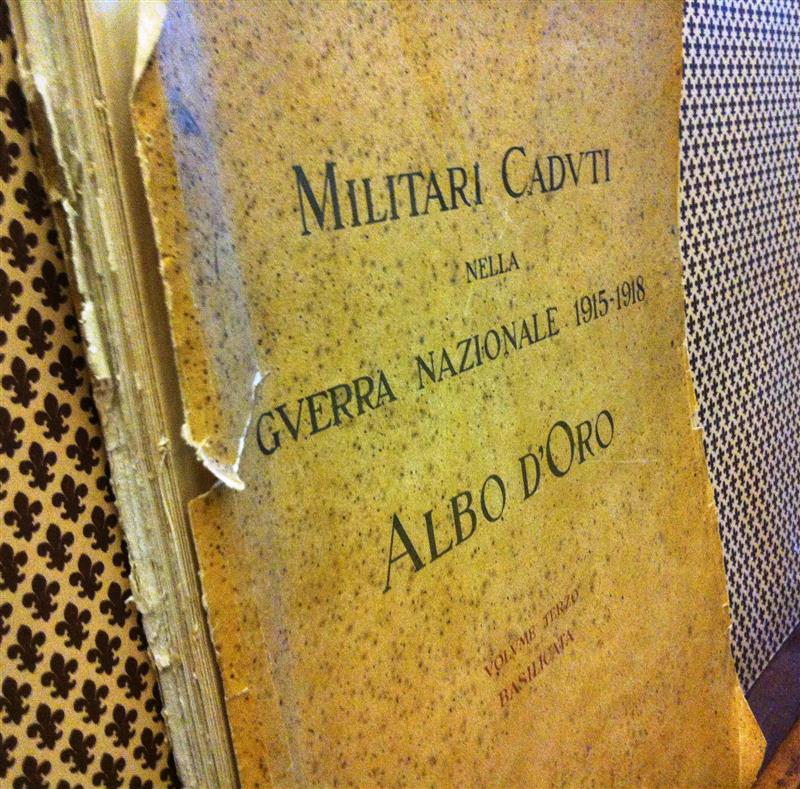 MILITARI CADVTI
NELLA
GVERRA NAZIONALE 1915-1918
ALBO D'ORO
VOLVME TERZO
BASILICATA